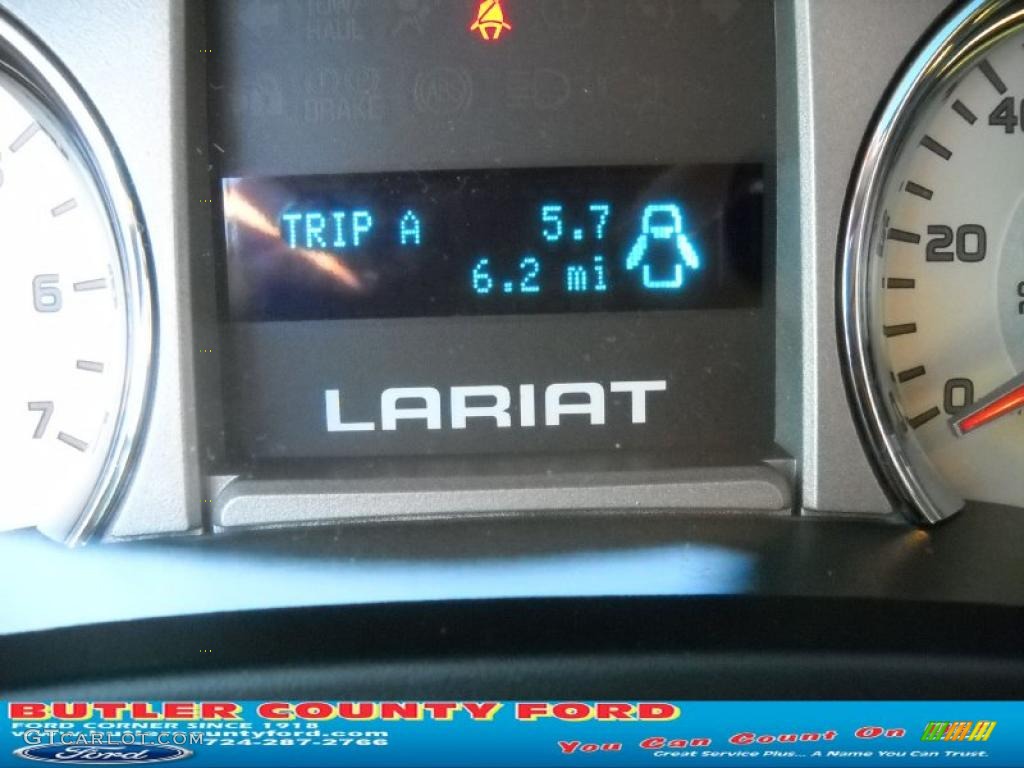 TOW/
HAUL
BRAKE
ABS
TRIP A 5.7
6.2 mi
LARIAT
6
7
40
20
0
BUTLER COUNTY FORD
FORD CORNER SINCE 1918
GTCARLOT.COM
724-287-2766
Ford
You Can Count On
Great Service Plus... A Name You Can Trust.